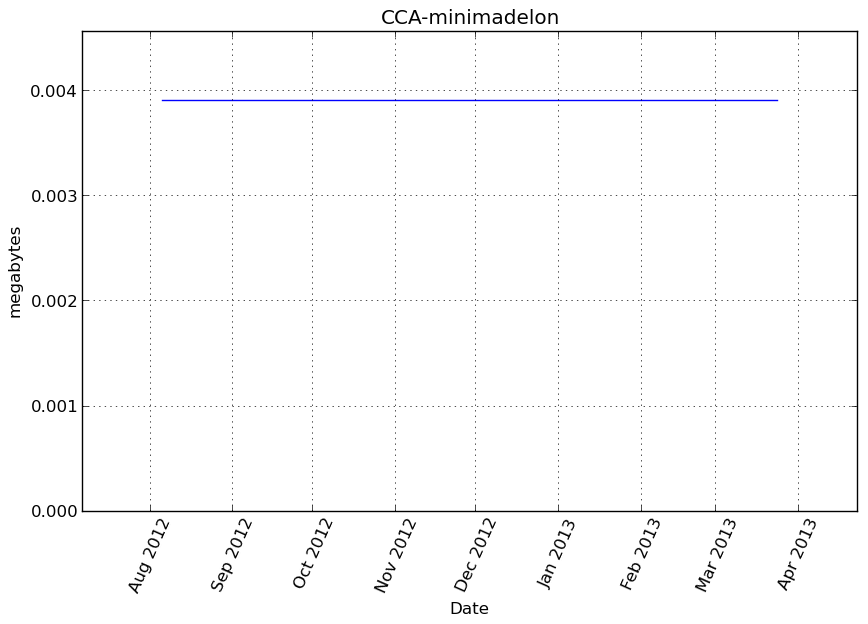 CCA-minimadelon
0.004
0.003
0.002
0.001
0.000
megabytes
Aug 2012
Sep 2012
Oct 2012
Nov 2012
Dec 2012
Jan 2013
Feb 2013
Mar 2013
Apr 2013
Date